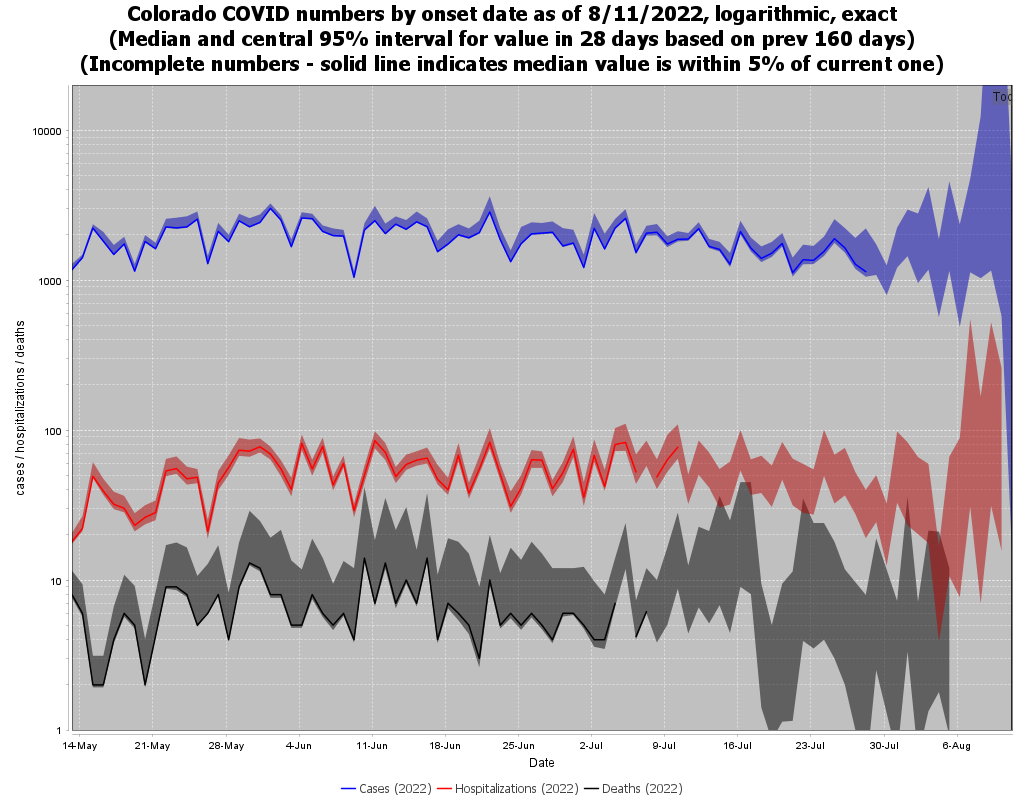 Colorado COVID numbers by onset date as of 8/11/2022, logarithmic, exact
(Median and central 95% interval for value in 28 days based on prev 160 days)
(Incomplete numbers - solid line indicates median value is within 5% of current one)
Toc
10000
1000
100
10
1
cases / hospitalizations / deaths
14-May 21-May 28-May 4-Jun 11-Jun 18-Jun 25-Jun 2-Jul 9-Jul 16-Jul 23-Jul 30-Jul 6-Aug
Date
Cases (2022) Hospitalizations (2022) Deaths (2022)